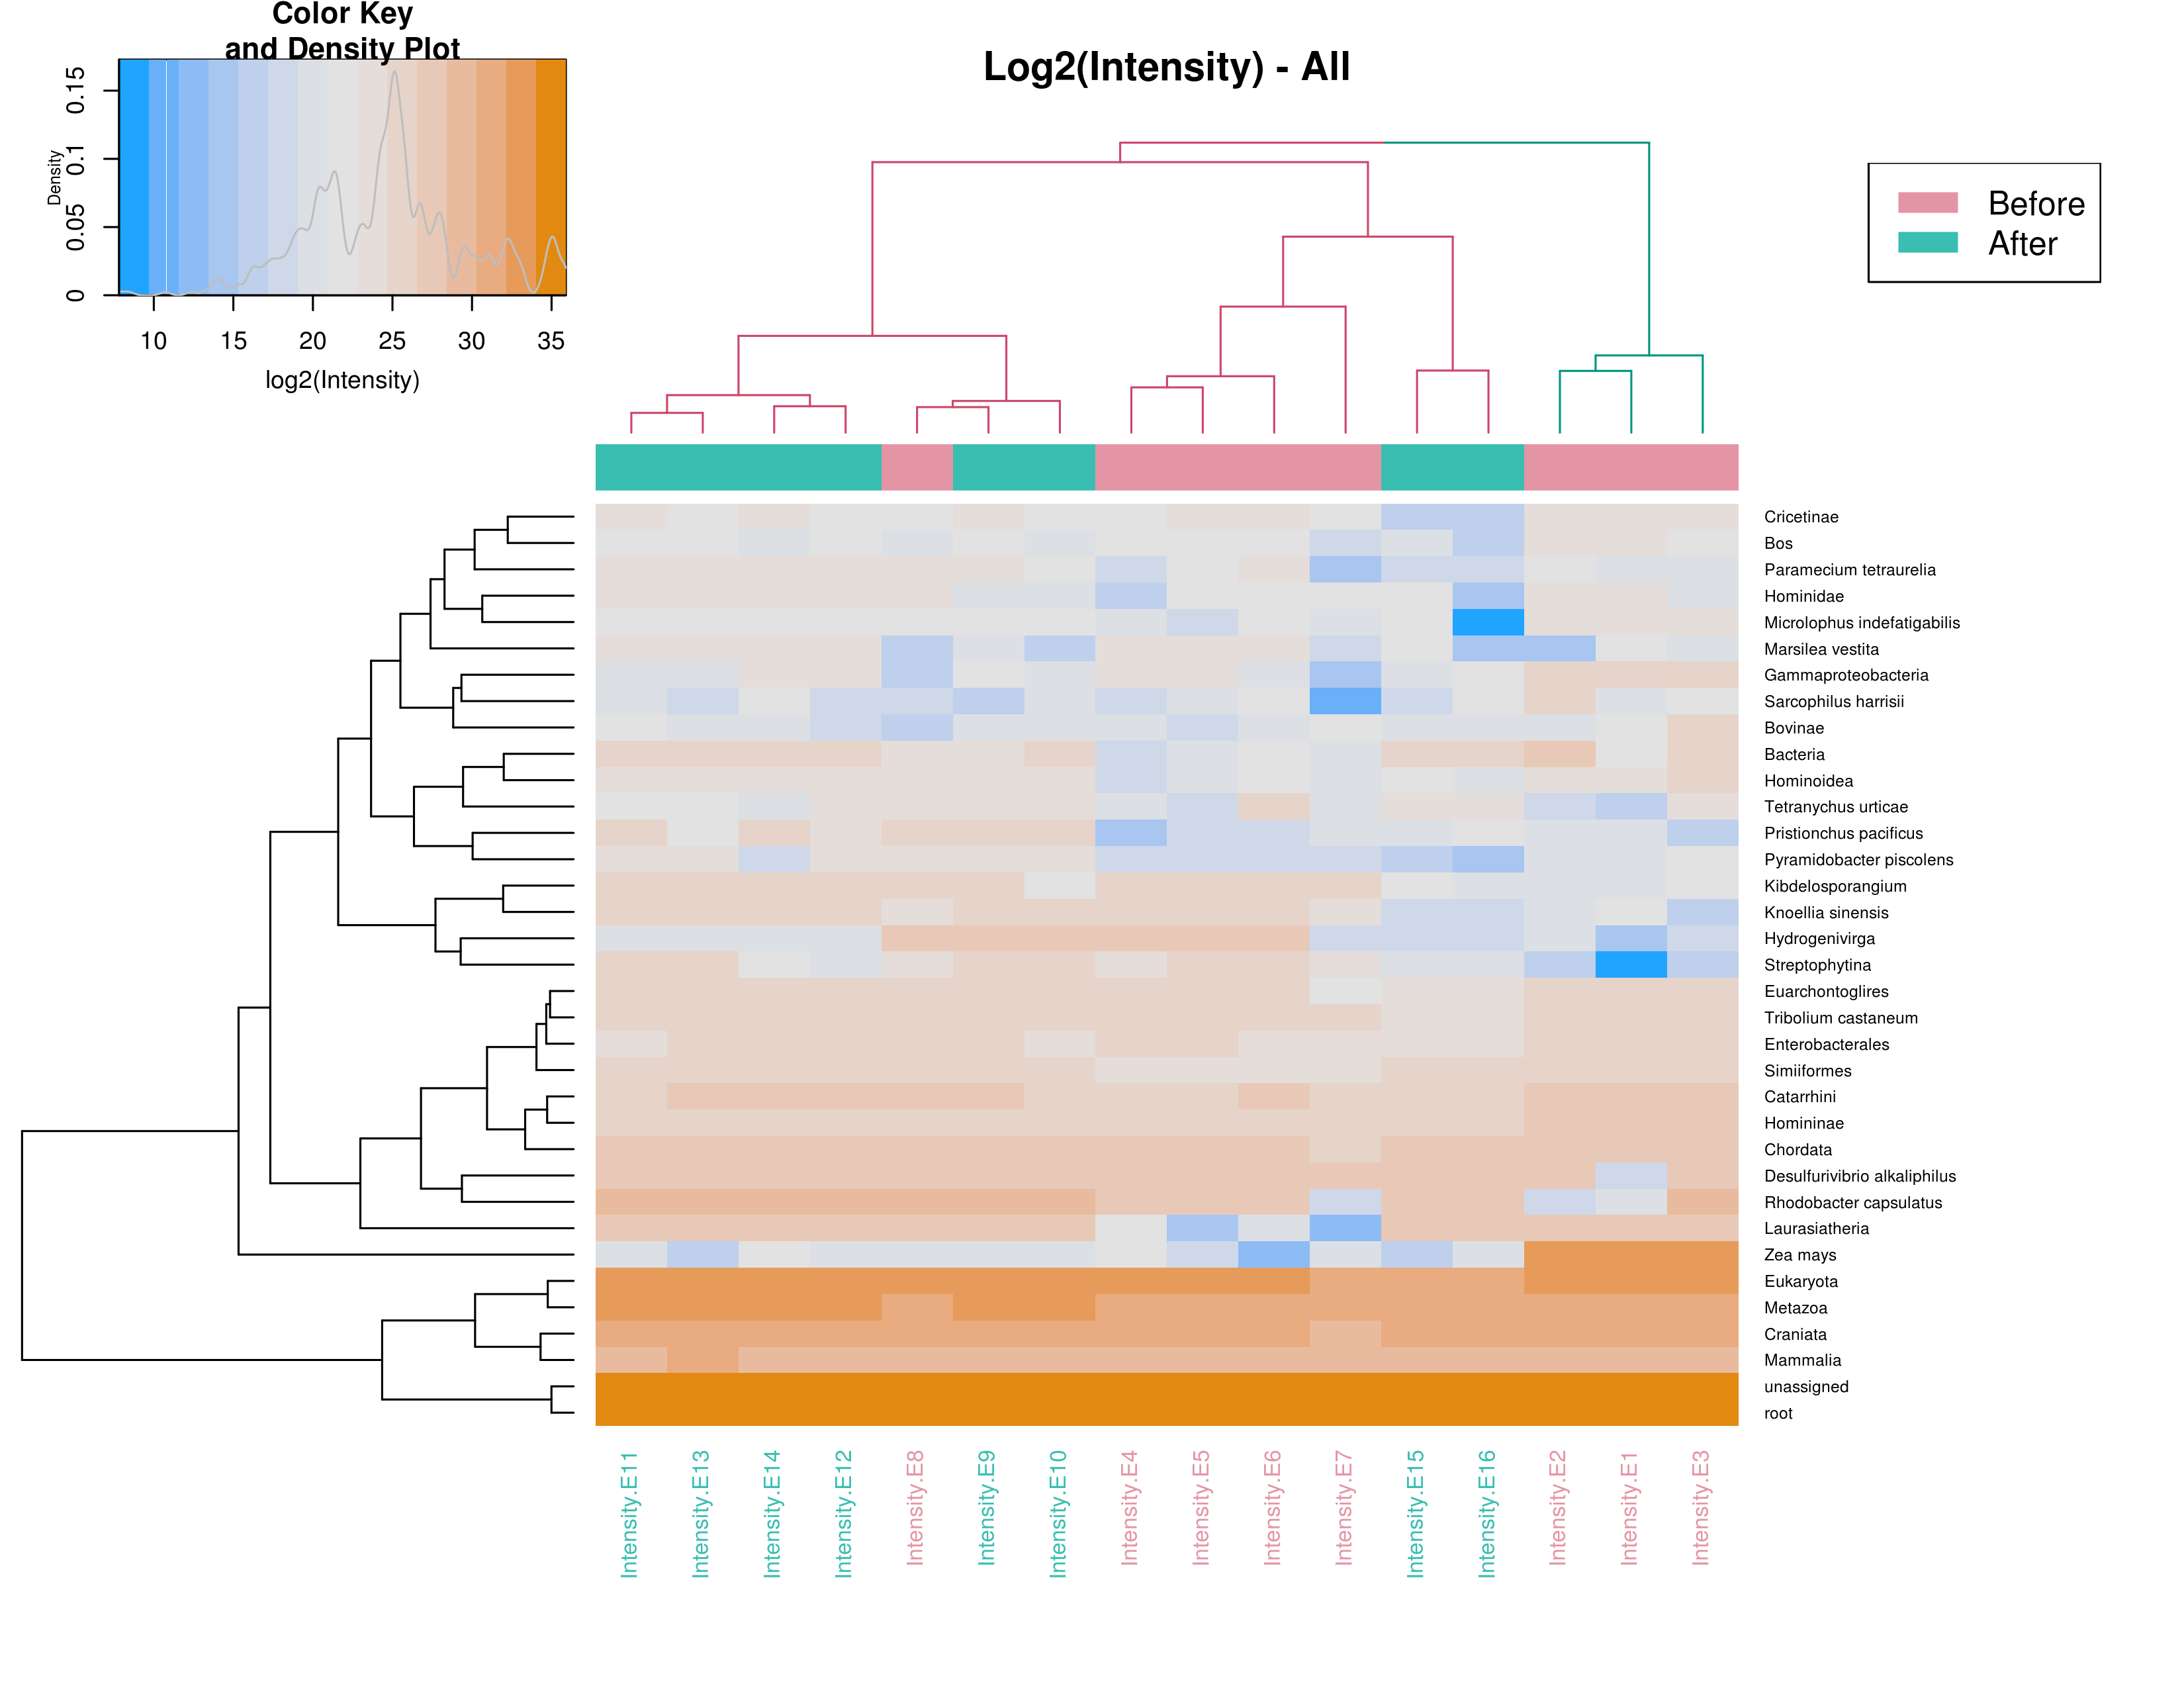 Color Key
and Density Plot
Density
0
0.05
0.1
0.15
10 15 20 25 30 35
log2(Intensity)
Log2(Intensity) - All
Before
After
Cricetinae
Bos
Paramecium tetraurelia
Hominidae
Microlophus indefatigabilis
Marsilea vestita
Gammaproteobacteria
Sarcophilus harrisii
Bovinae
Bacteria
Hominoidea
Tetranychus urticae
Pristionchus pacificus
Pyramidobacter piscolens
Kibdelosporangium
Knoellia sinensis
Hydrogenivirga
Streptophytina
Euarchontoglires
Tribolium castaneum
Enterobacterales
Simiiformes
Catarrhini
Homininae
Chordata
Desulfurivibrio alkaliphilus
Rhodobacter capsulatus
Laurasiatheria
Zea mays
Eukaryota
Metazoa
Craniata
Mammalia
unassigned
root
Intensity.E11
Intensity.E13
Intensity.E14
Intensity.E12
Intensity.E8
Intensity.E9
Intensity.E10
Intensity.E4
Intensity.E5
Intensity.E6
Intensity.E7
Intensity.E15
Intensity.E16
Intensity.E2
Intensity.E1
Intensity.E3